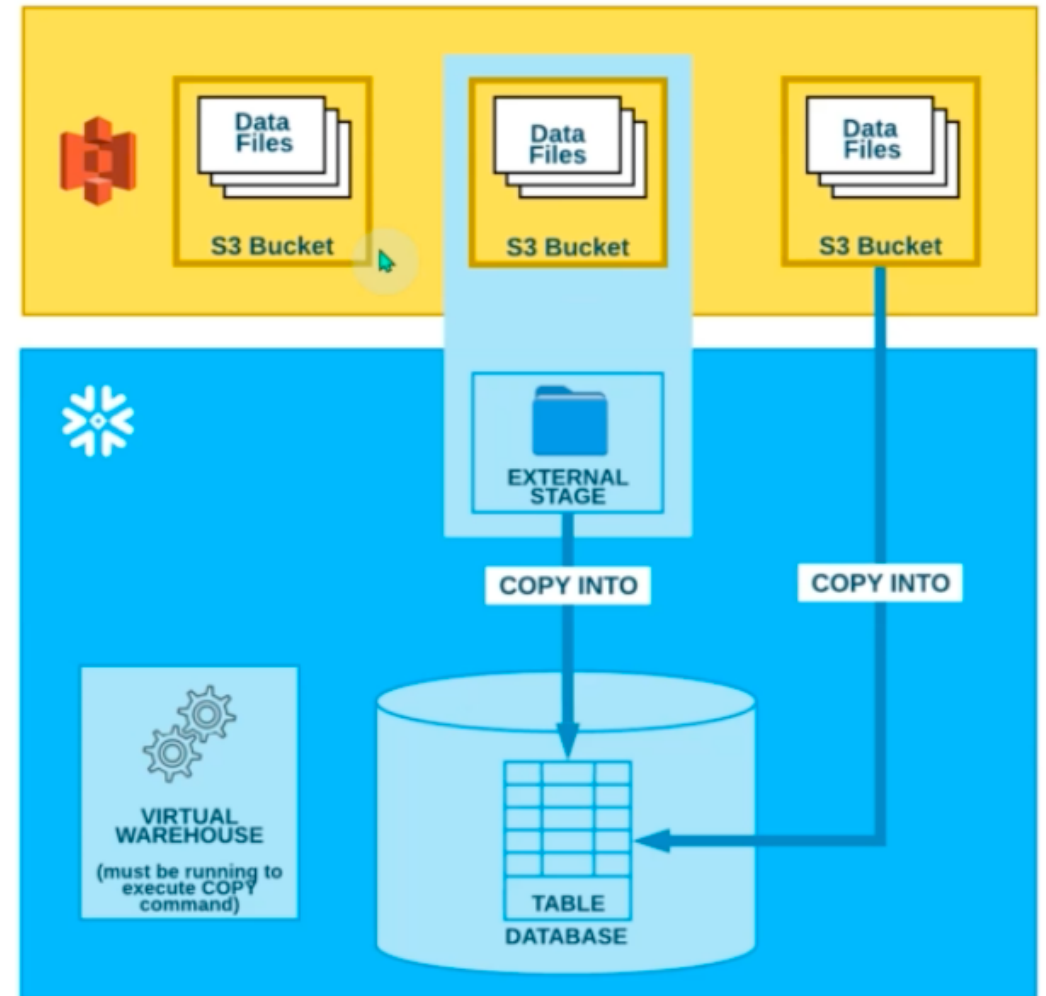 Data
Files
S3 Bucket
Data
Files
S3 Bucket
Data
Files
S3 Bucket
EXTERNAL
STAGE
COPY INTO
COPY INTO
VIRTUAL
WAREHOUSE
(must be running to
execute COPY
command)
TABLE
DATABASE